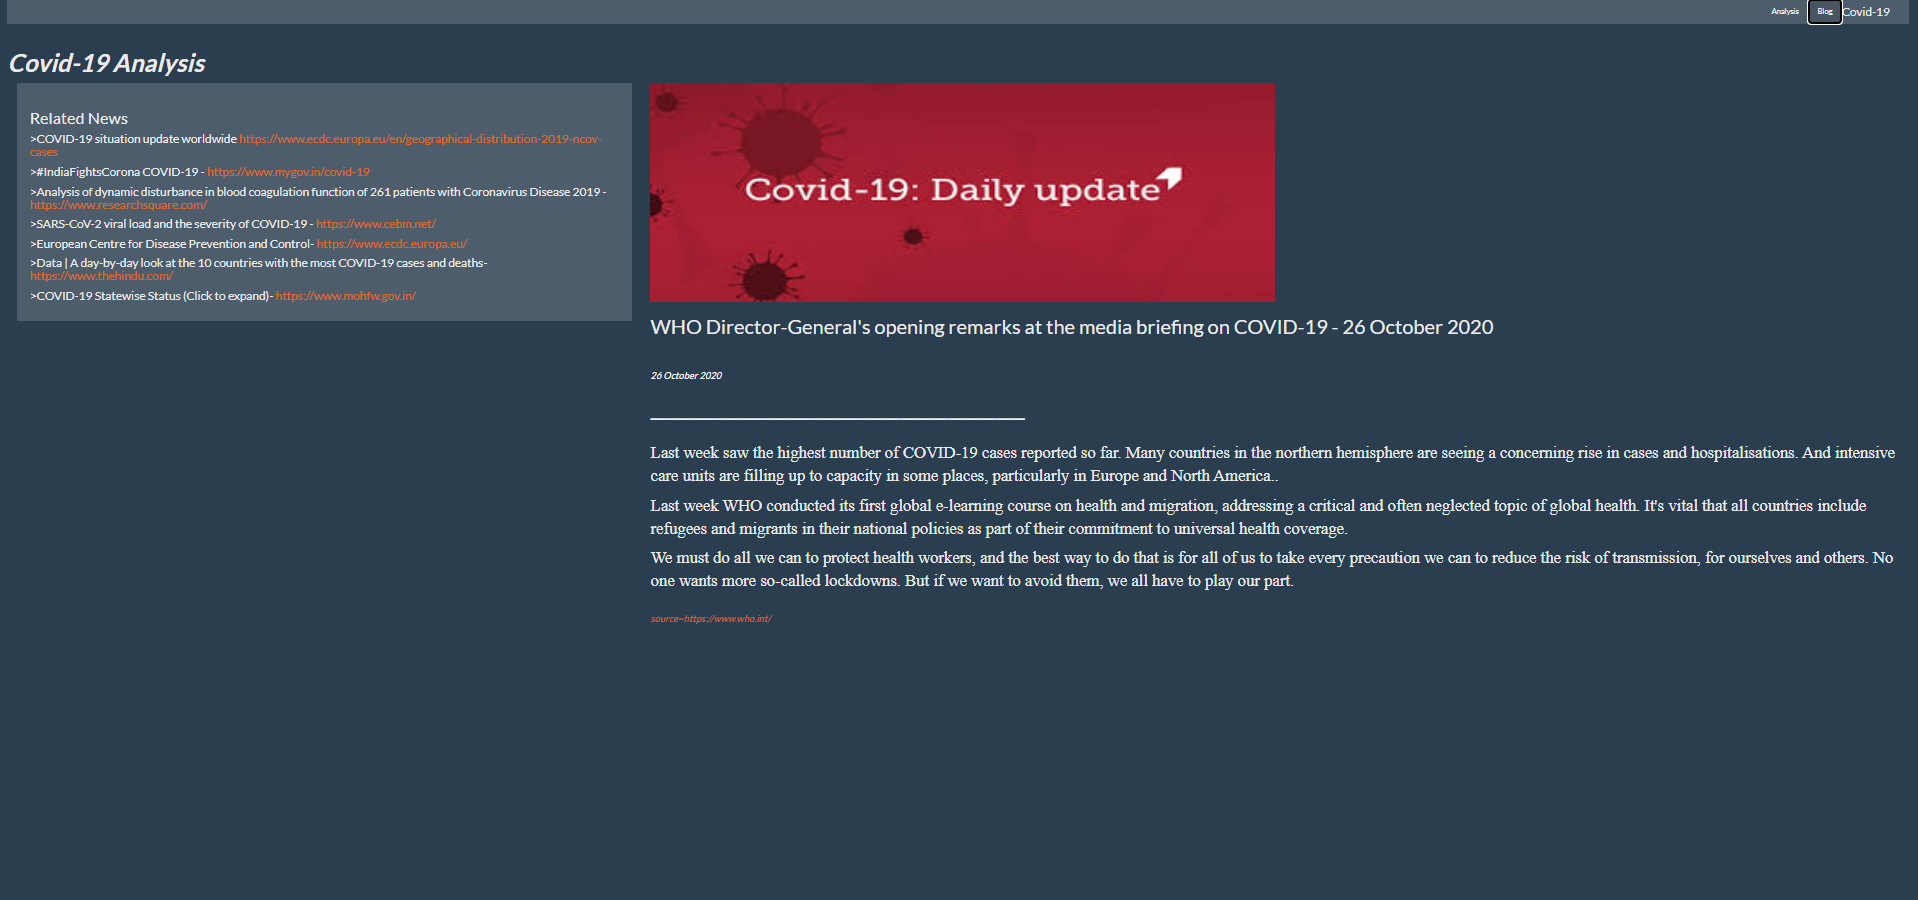 Analysis Blog Covid-19
Covid-19 Analysis
Related News
>COVID-19 situation update worldwide https://www.ecdc.europa.eu/en/geographical-distribution-2019-ncov-
cases
>#IndiaFightsCorona COVID-19 - https://www.mygov.in/covid-19
>Analysis of dynamic disturbance in blood coagulation function of 261 patients with Coronavirus Disease 2019 -
https://www.researchsquare.com/
>SARS-CoV-2 viral load and the severity of COVID-19 - https://www.cebm.net/
>European Centre for Disease Prevention and Control- https://www.ecdc.europa.eu/
>Data | A day-by-day look at the 10 countries with the most COVID-19 cases and deaths-
https://www.thehindu.com/
>COVID-19 Statewise Status (Click to expand)- https://www.mohfw.gov.in/
Covid-19: Daily update
WHO Director-General's opening remarks at the media briefing on COVID-19 - 26 October 2020
26 October 2020
Last week saw the highest number of COVID-19 cases reported so far. Many countries in the northern hemisphere are seeing a concerning rise in cases and hospitalisations. And intensive
care units are filling up to capacity in some places, particularly in Europe and North America..
Last week WHO conducted its first global e-learning course on health and migration, addressing a critical and often neglected topic of global health. It's vital that all countries include
refugees and migrants in their national policies as part of their commitment to universal health coverage.
We must do all we can to protect health workers, and the best way to do that is for all of us to take every precaution we can to reduce the risk of transmission, for ourselves and others. No
one wants more so-called lockdowns. But if we want to avoid them, we all have to play our part.
source~https://www.who.int/